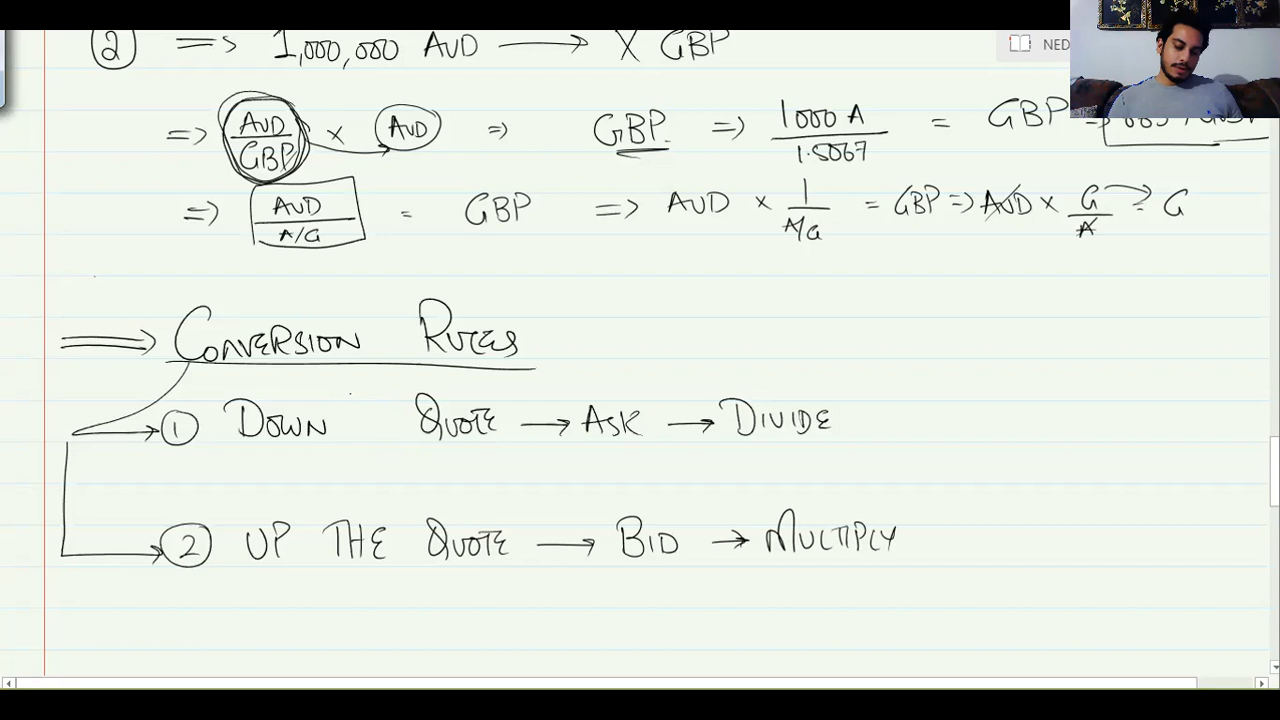 ② => 1,000,000 AUD → X GBP
NED
=> AUD/GBP × AUD => GBP => 1000 A / 1.5067 = GBP
=> AUD / A/G = GBP => AUD × 1 / A/G = GBP => AUD × G/A = G
=> CONVERSION RULES
→ ① DOWN QUOTE → ASK → DIVIDE
→ ② UP THE QUOTE → BID → MULTIPLY